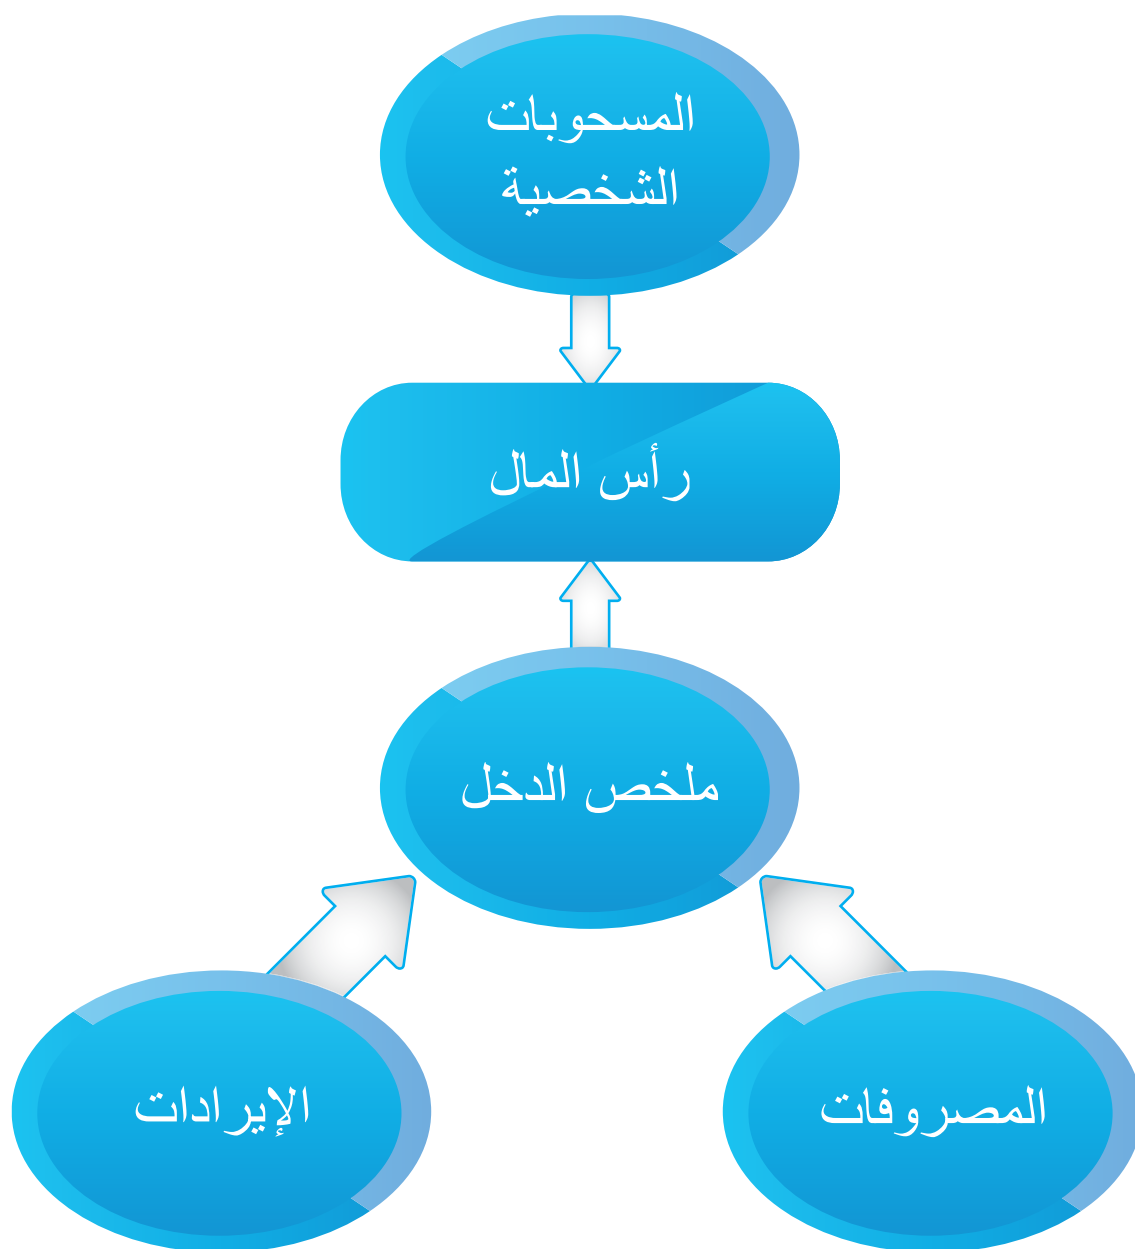 المسحوبات
الشخصية
رأس المال
ملخص الدخل
المصروفات
الإيرادات